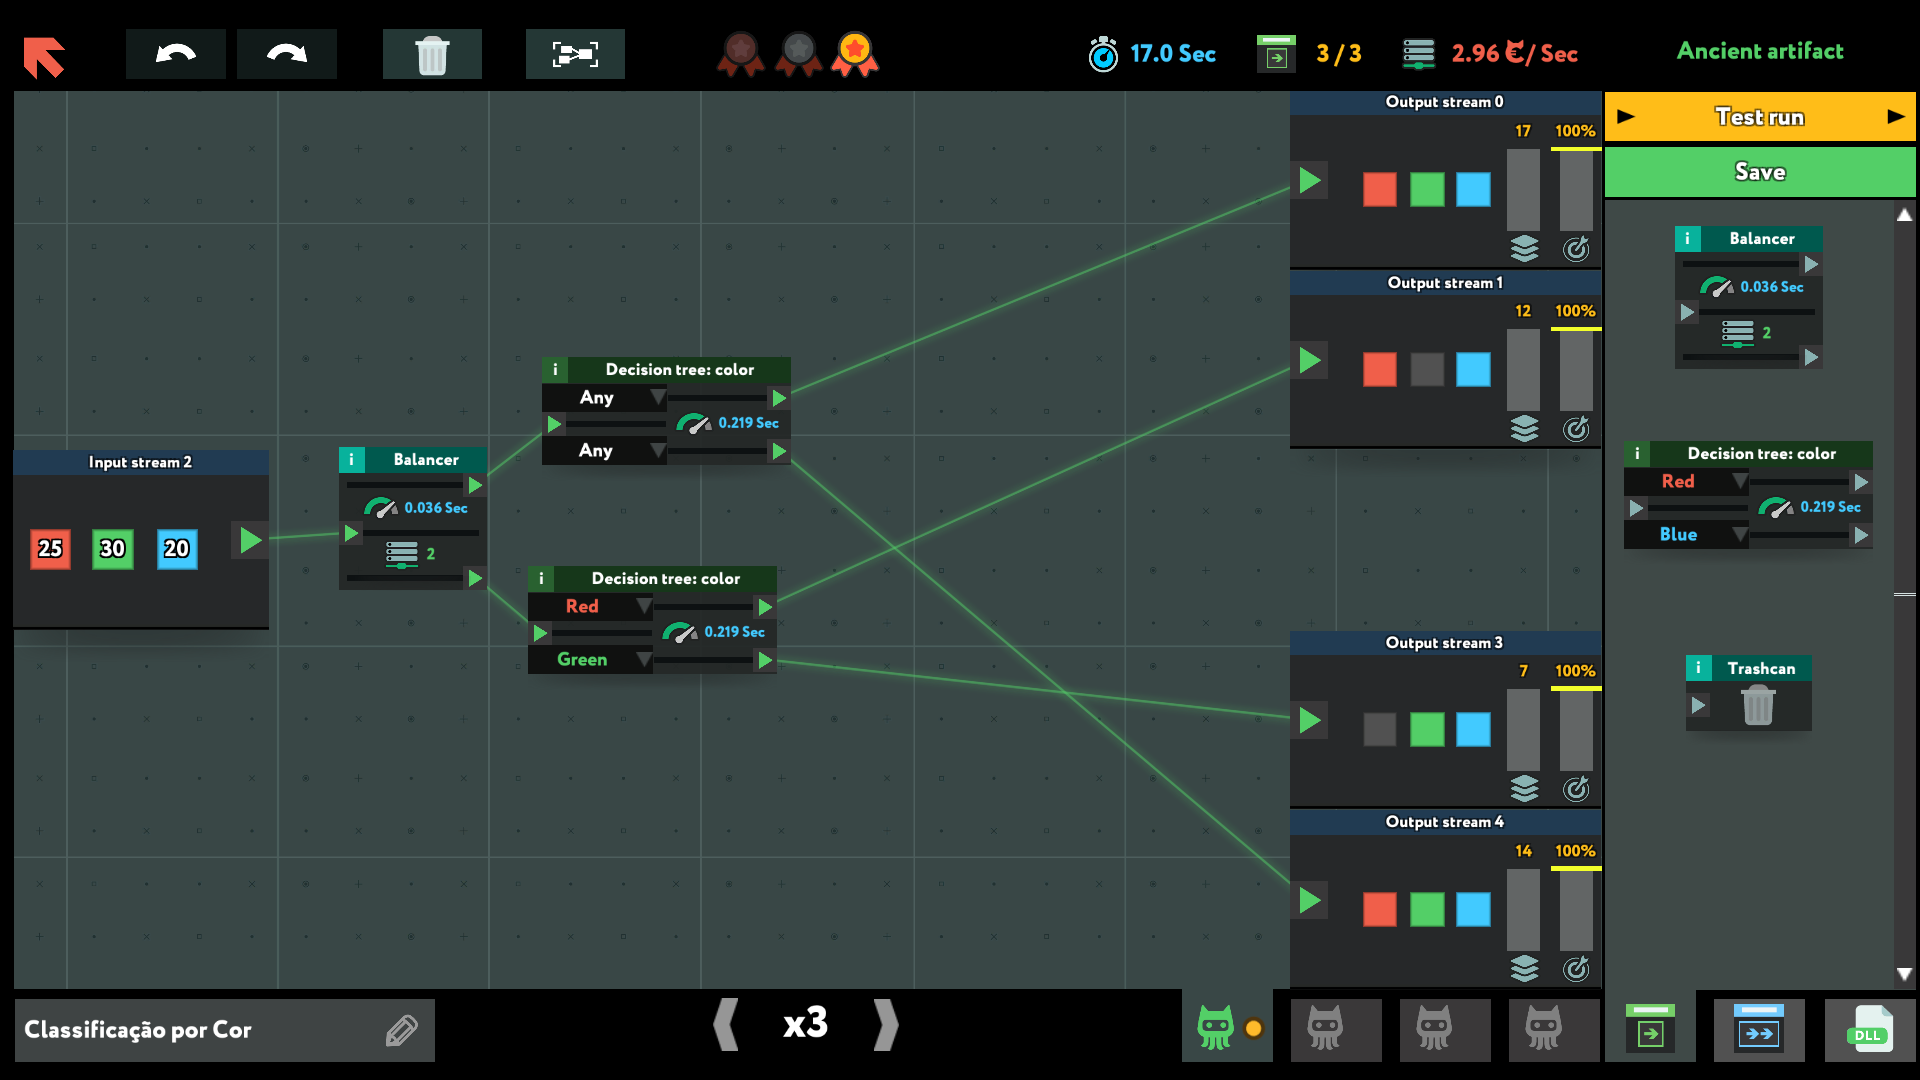 17.0 Sec
3/3
2.96 / Sec
Ancient artifact
Test run
Save
Output stream 0
17
100%
Output stream 1
12
100%
Output stream 3
7
100%
Output stream 4
14
100%
Input stream 2
25
30
20
i Balancer
0.036 Sec
2
i Decision tree: color
Any
0.219 Sec
Any
i Decision tree: color
Red
0.219 Sec
Green
i Balancer
0.036 Sec
2
i Decision tree: color
Red
0.219 Sec
Blue
i Trashcan
Classificação por Cor
x3
DLL